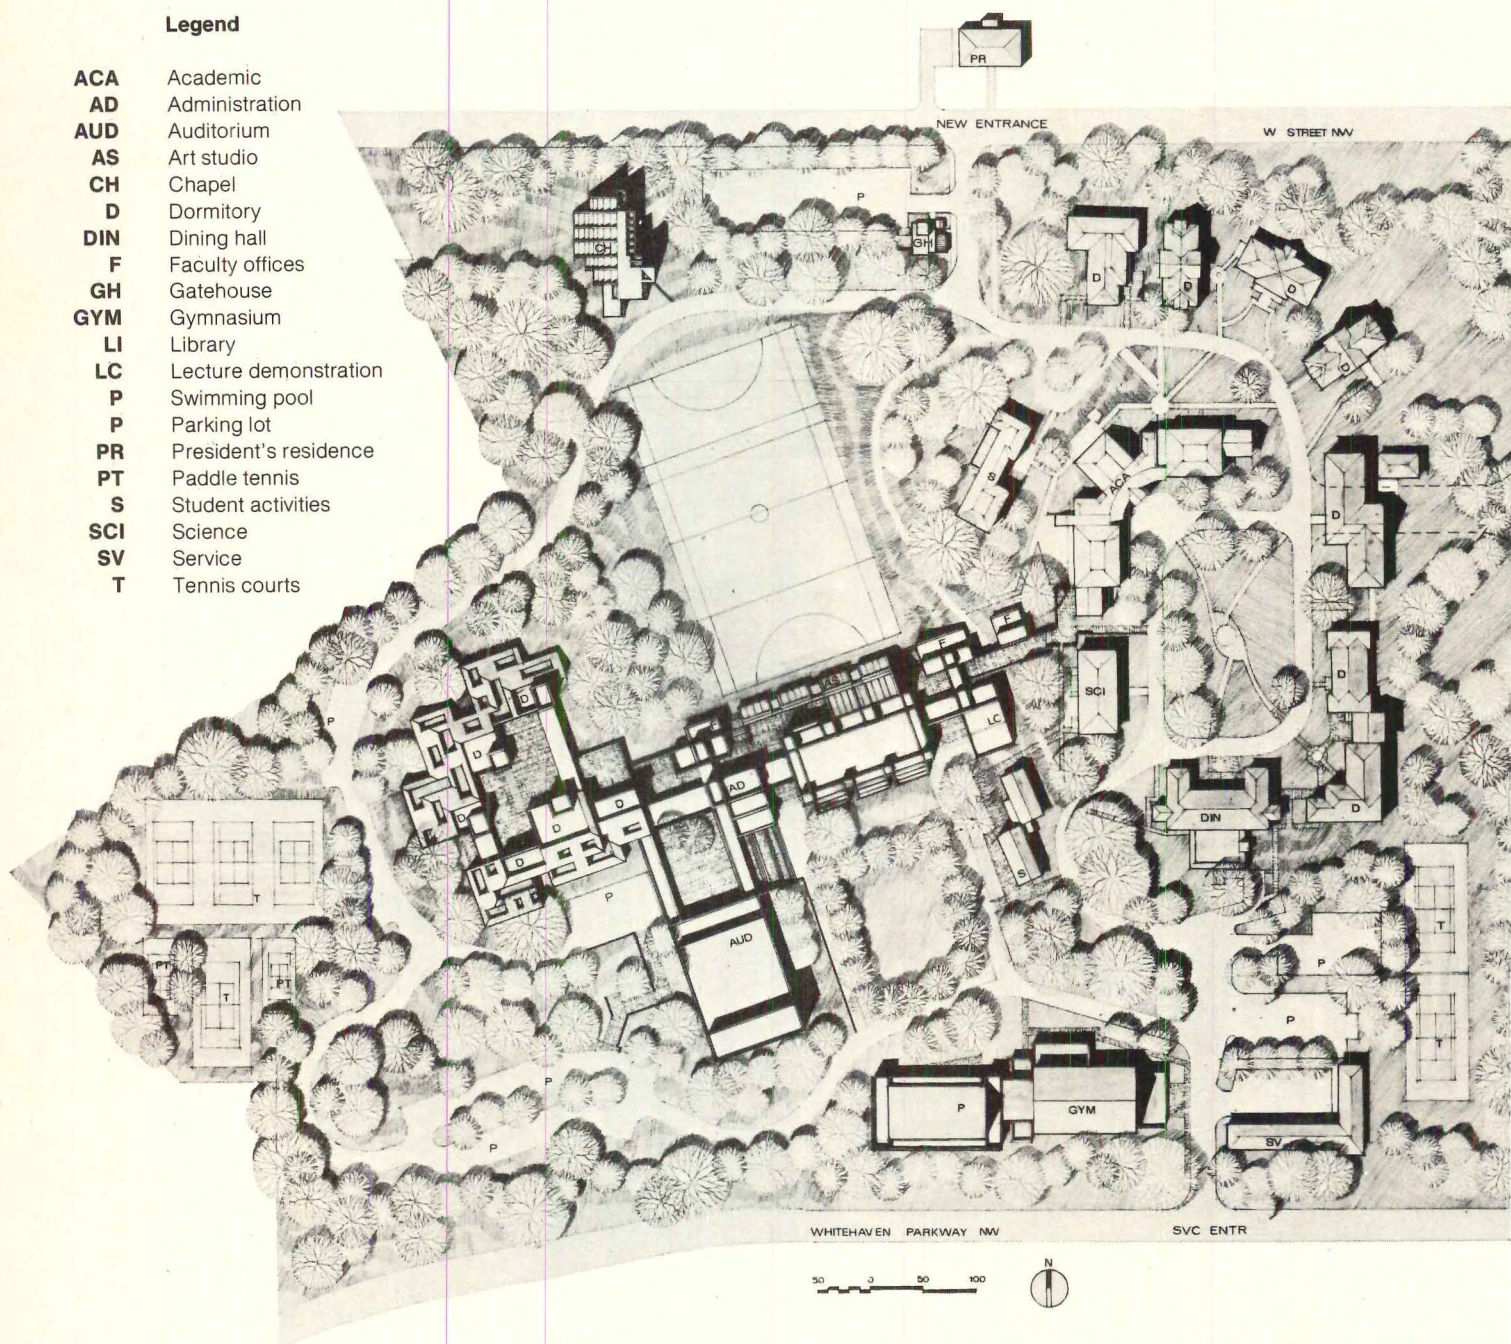 Legend
ACA Academic
AD Administration
AUD Auditorium
AS Art studio
CH Chapel
D Dormitory
DIN Dining hall
F Faculty offices
GH Gatehouse
GYM Gymnasium
LI Library
LC Lecture demonstration
P Swimming pool
P Parking lot
PR President's residence
PT Paddle tennis
S Student activities
SCI Science
SV Service
T Tennis courts
PR
NEW ENTRANCE
W STREET NW
P
CH
GH
D
D
D
D
S
ACA
D
F
F
AS
D
SCI
D
P
LC
D
AD
D
D
D
DIN
D
D
S
T
P
AUD
T
PT
PT
T
P
P
T
P
P
GYM
SV
P
WHITEHAVEN PARKWAY NW
SVC ENTR
N
50 0 50 100